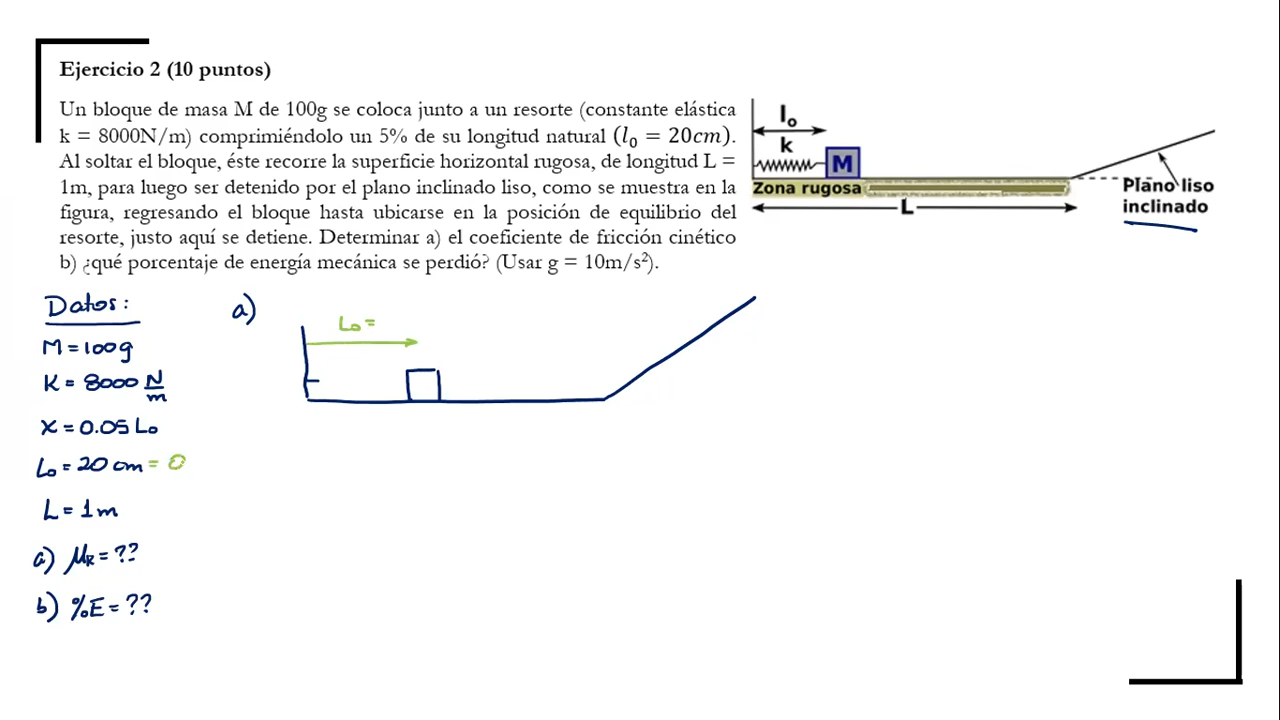 Ejercicio 2 (10 puntos)
Un bloque de masa M de 100g se coloca junto a un resorte (constante elástica
k = 8000N/m) comprimiéndolo un 5% de su longitud natural (l₀ = 20cm).
Al soltar el bloque, éste recorre la superficie horizontal rugosa, de longitud L =
1m, para luego ser detenido por el plano inclinado liso, como se muestra en la
figura, regresando el bloque hasta ubicarse en la posición de equilibrio del
resorte, justo aquí se detiene. Determinar a) el coeficiente de fricción cinético
b) ¿qué porcentaje de energía mecánica se perdió? (Usar g = 10m/s²).
l₀
k
M
Zona rugosa
L
Plano liso
inclinado
Datos:
M = 100g
K = 8000 N/m
x = 0.05 L₀
L₀ = 20 cm = 0
L = 1m
a) μₖ = ??
b) %E = ??
a)
L₀ =